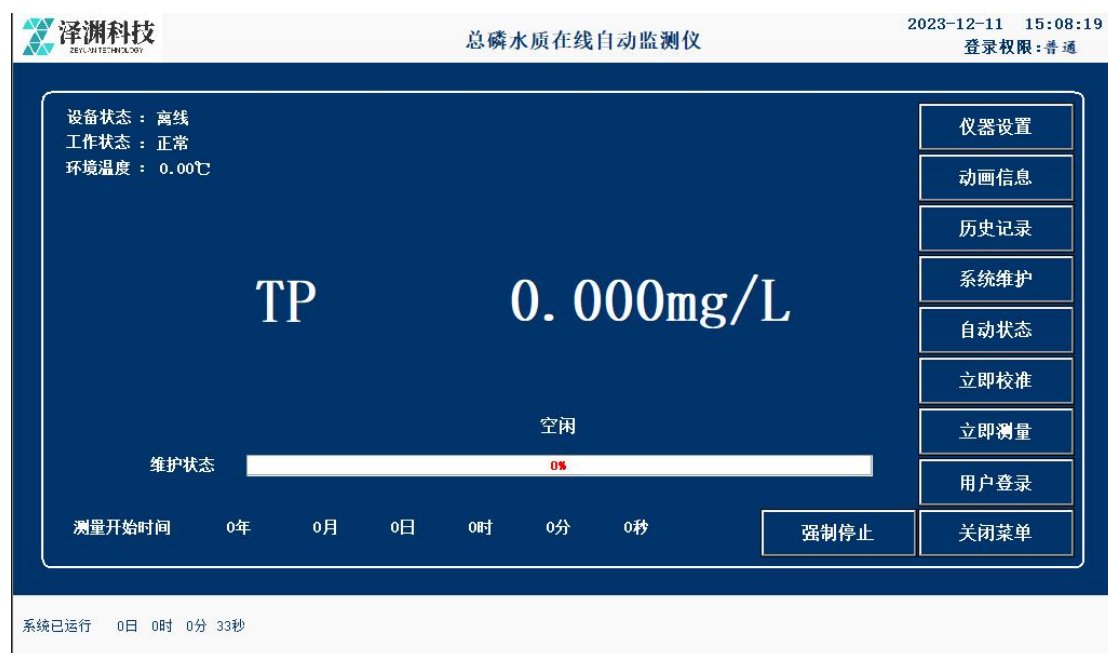 泽渊科技
ZEYUAN TECHNOLOGY
总磷水质在线自动监测仪
2023-12-11 15:08:19
登录权限:普通
设备状态： 离线
工作状态： 正常
环境温度： 0.00℃
TP 0.000mg/L
空闲
维护状态 0%
测量开始时间 0年 0月 0日 0时 0分 0秒
强制停止
仪器设置
动画信息
历史记录
系统维护
自动状态
立即校准
立即测量
用户登录
关闭菜单
系统已运行 0日 0时 0分 33秒